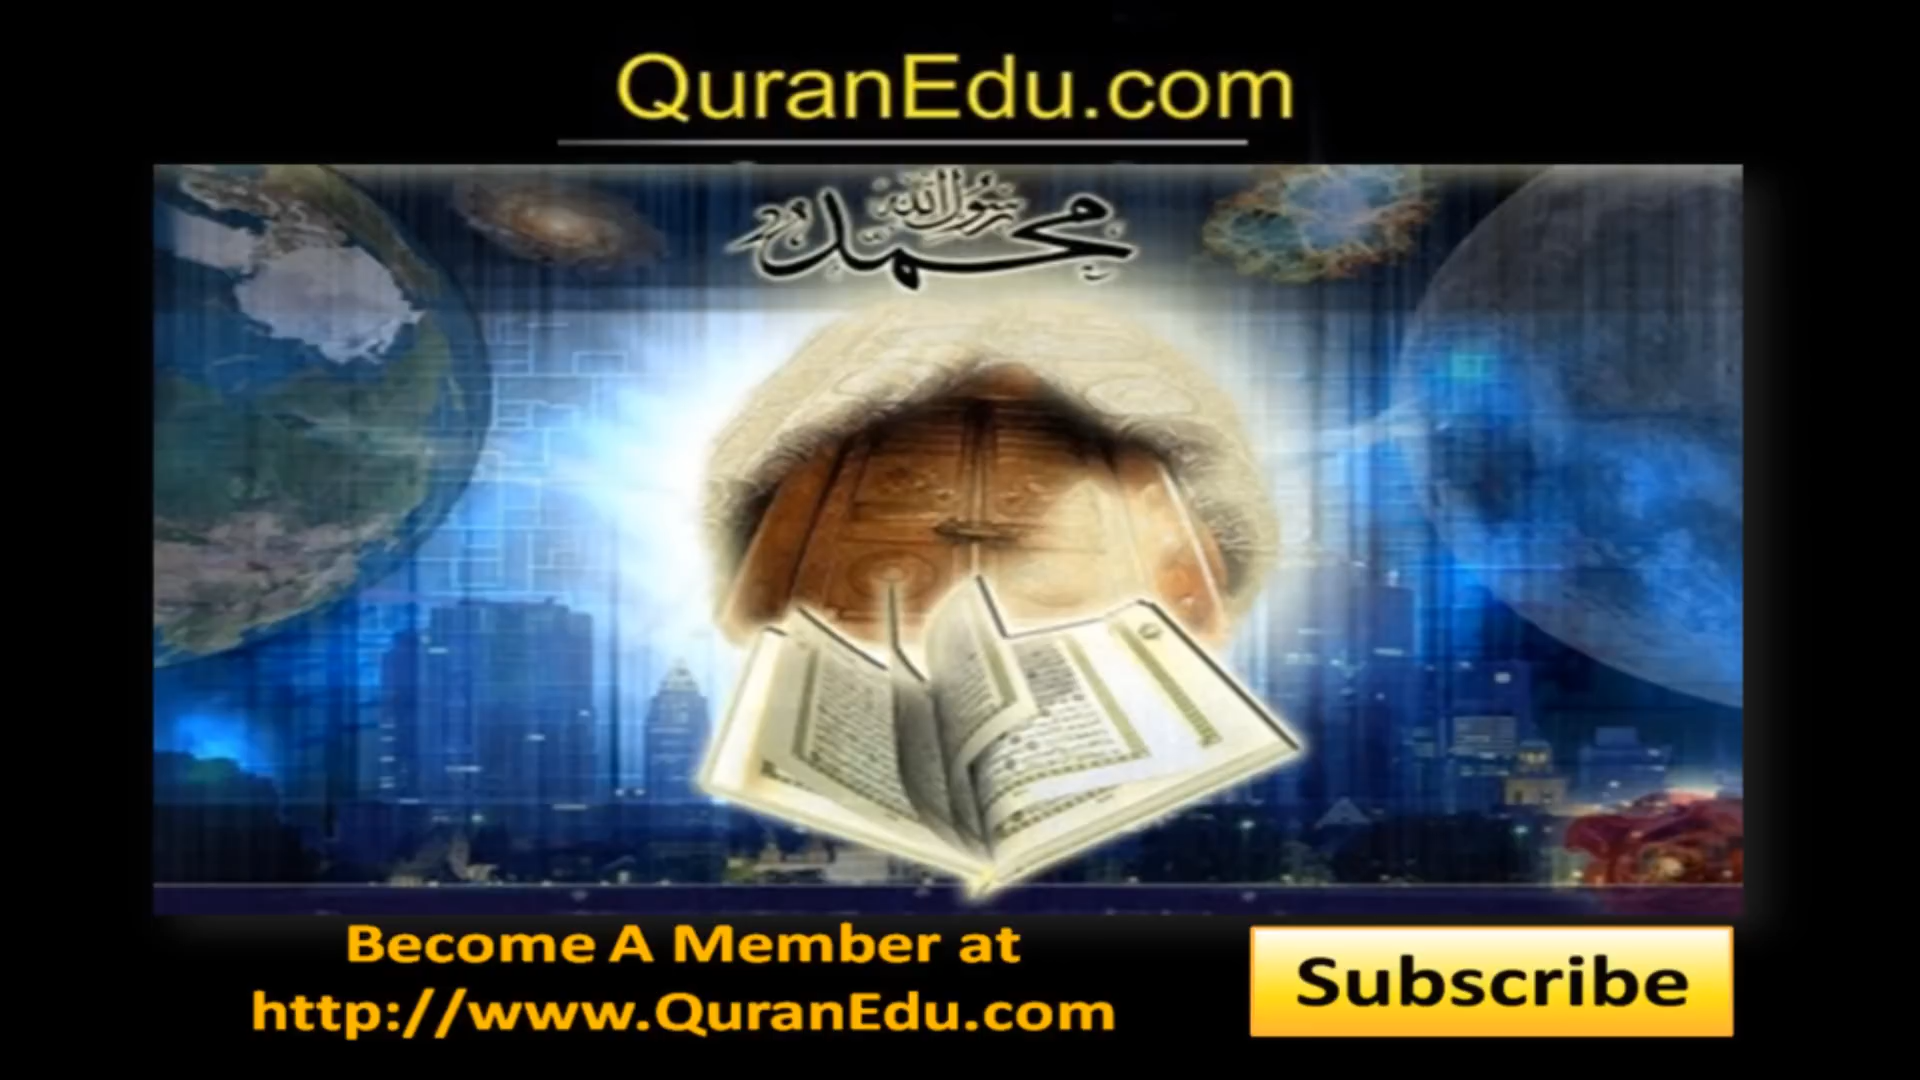 QuranEdu.com
محمد رسول الله
Become A Member at
http://www.QuranEdu.com
Subscribe